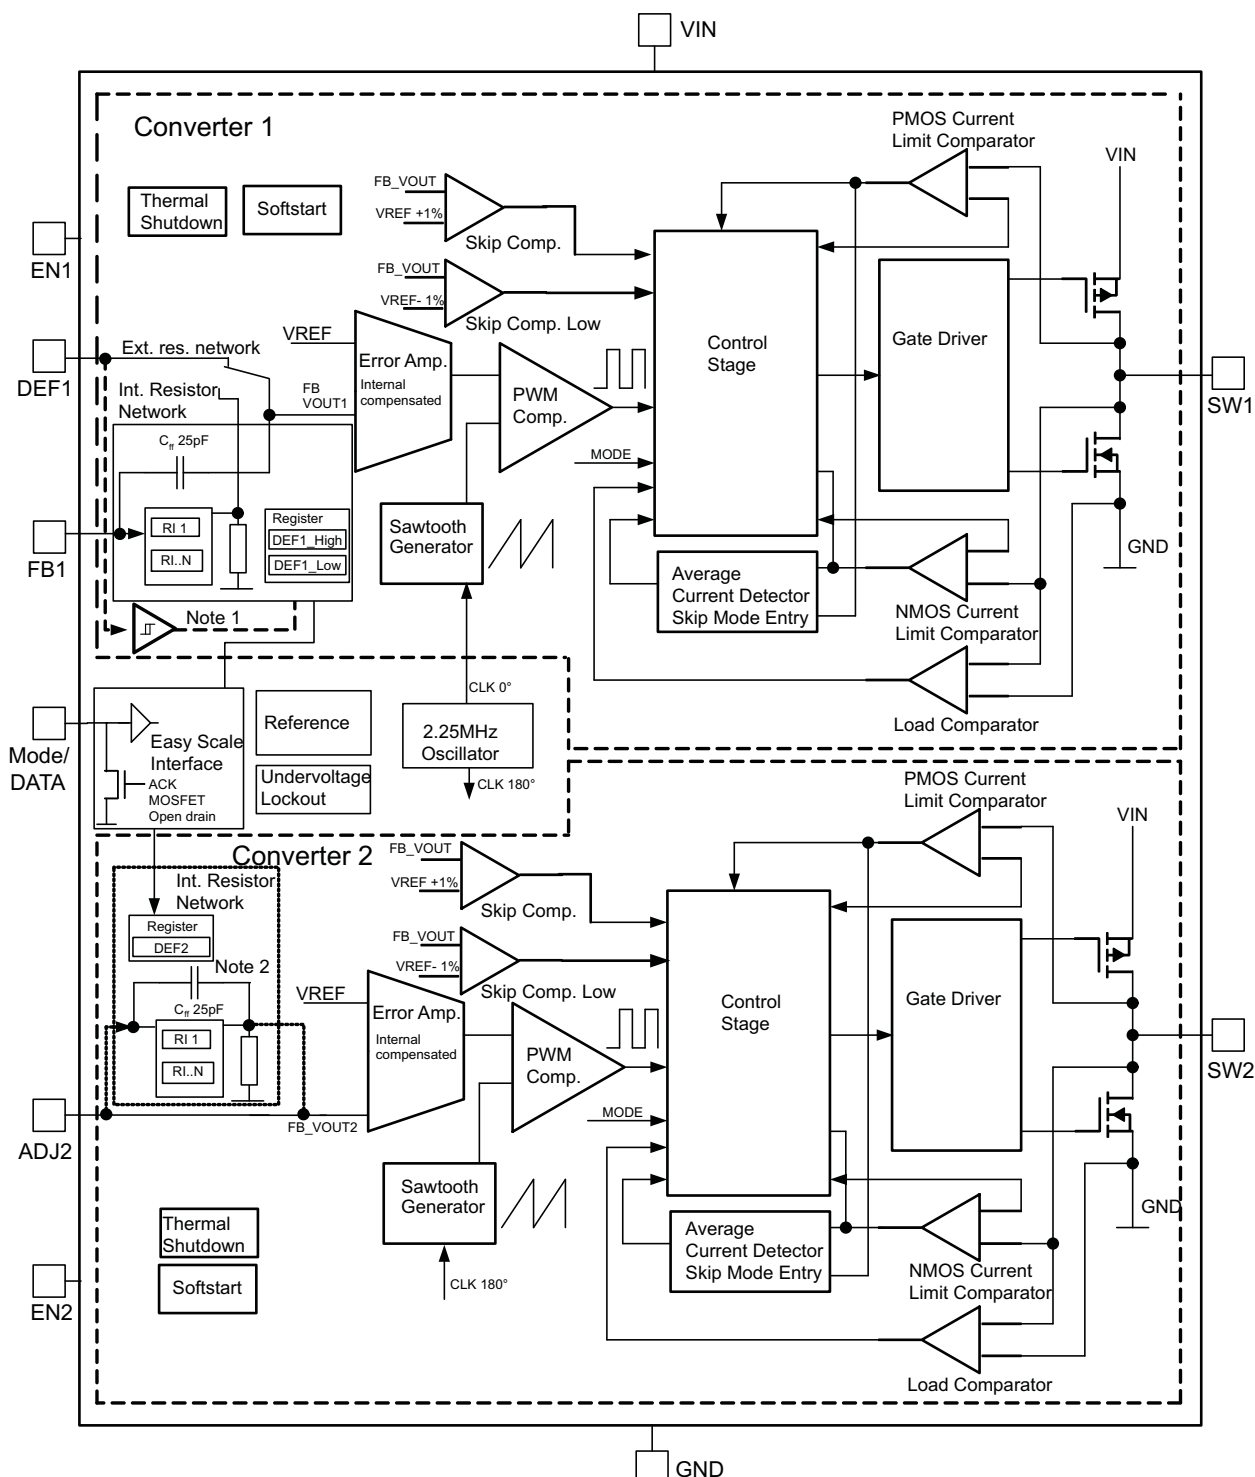 VIN
Converter 1
PMOS Current
Limit Comparator
VIN
Thermal
Shutdown
Softstart
FB_VOUT
VREF +1%
Skip Comp.
EN1
FB_VOUT
VREF- 1%
Skip Comp. Low
Control
Stage
Gate Driver
DEF1
Ext. res. network
VREF
Error Amp.
Internal
compensated
Int. Resistor
Network
FB
VOUT1
PWM
Comp.
SW1
Cff 25pF
MODE
FB1
RI 1
RI..N
Register
DEF1_High
DEF1_Low
Sawtooth
Generator
GND
Average
Current Detector
Skip Mode Entry
NMOS Current
Limit Comparator
Note 1
CLK 0°
Load Comparator
Mode/
DATA
Easy Scale
Interface
ACK
MOSFET
Open drain
Reference
Undervoltage
Lockout
2.25MHz
Oscillator
CLK 180°
PMOS Current
Limit Comparator
VIN
Converter 2
FB_VOUT
VREF +1%
Skip Comp.
Int. Resistor
Network
Register
DEF2
Note 2
FB_VOUT
VREF- 1%
Skip Comp. Low
Control
Stage
Gate Driver
VREF
Error Amp.
Internal
compensated
Cff 25pF
RI 1
RI..N
PWM
Comp.
SW2
MODE
ADJ2
FB_VOUT2
Sawtooth
Generator
GND
Thermal
Shutdown
Average
Current Detector
Skip Mode Entry
NMOS Current
Limit Comparator
EN2
Softstart
CLK 180°
Load Comparator
GND